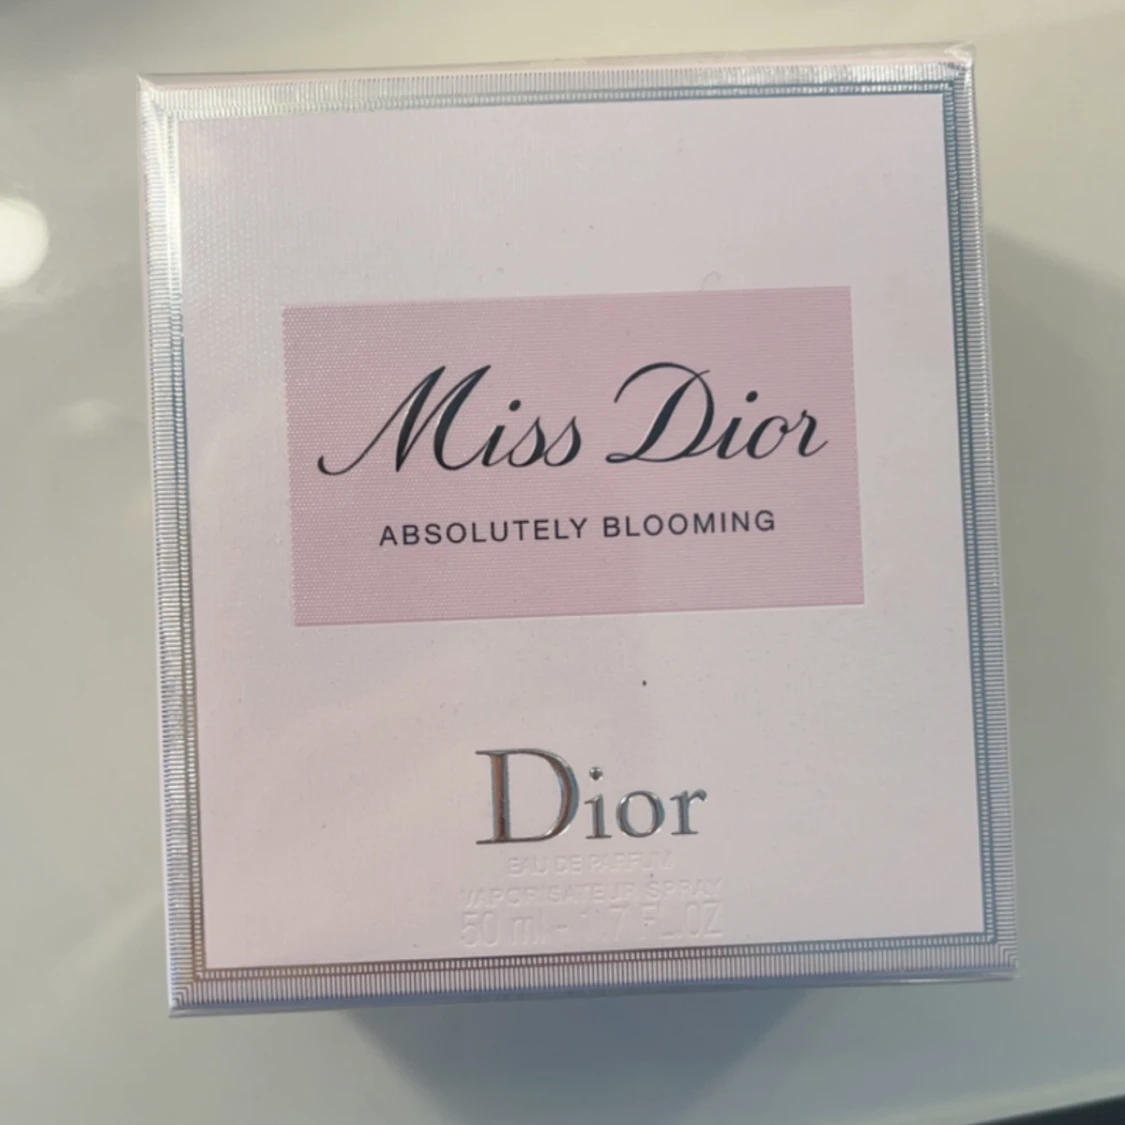 Miss Dior
ABSOLUTELY BLOOMING
Dior
EAU DE PARFUM
VAPORISATEUR SPRAY
50 ml - 1.7 FL.OZ